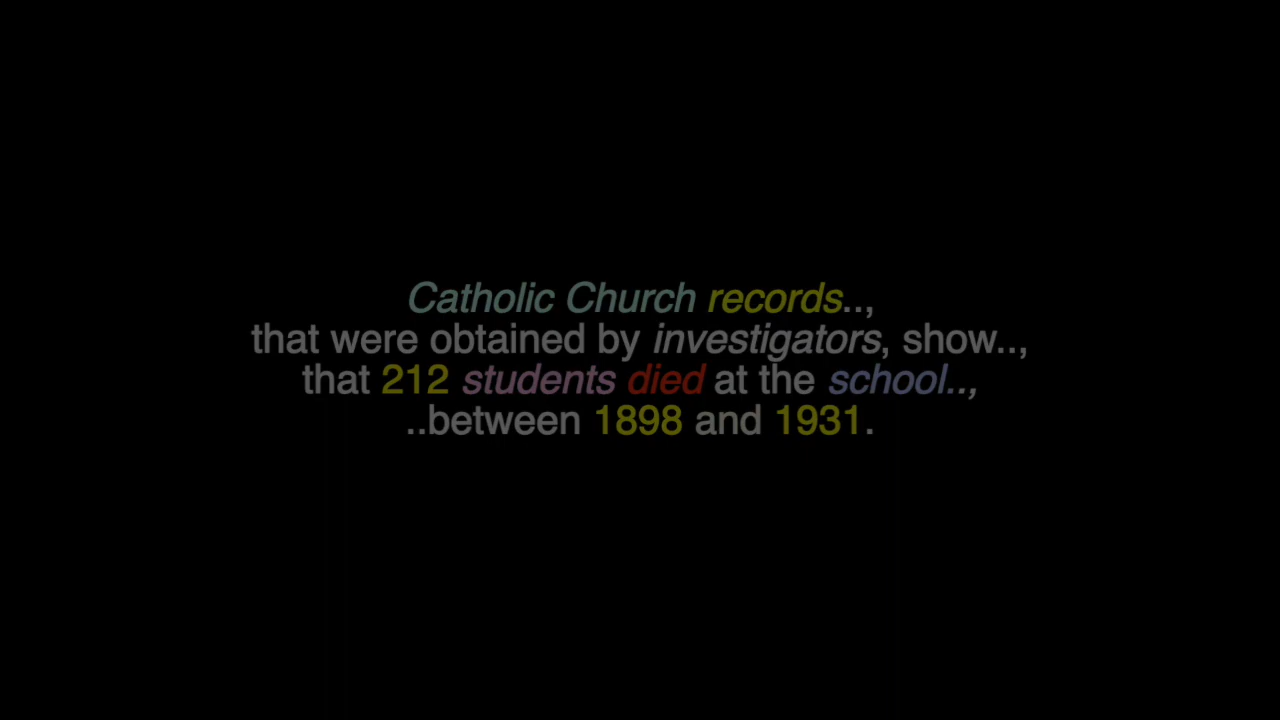 Catholic Church records..,
that were obtained by investigators, show..,
that 212 students died at the school..,
..between 1898 and 1931.